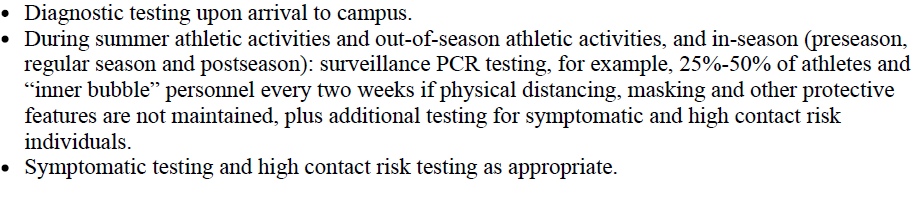 • Diagnostic testing upon arrival to campus.
• During summer athletic activities and out-of-season athletic activities, and in-season (preseason,
regular season and postseason): surveillance PCR testing, for example, 25%-50% of athletes and
“inner bubble” personnel every two weeks if physical distancing, masking and other protective
features are not maintained, plus additional testing for symptomatic and high contact risk
individuals.
• Symptomatic testing and high contact risk testing as appropriate.